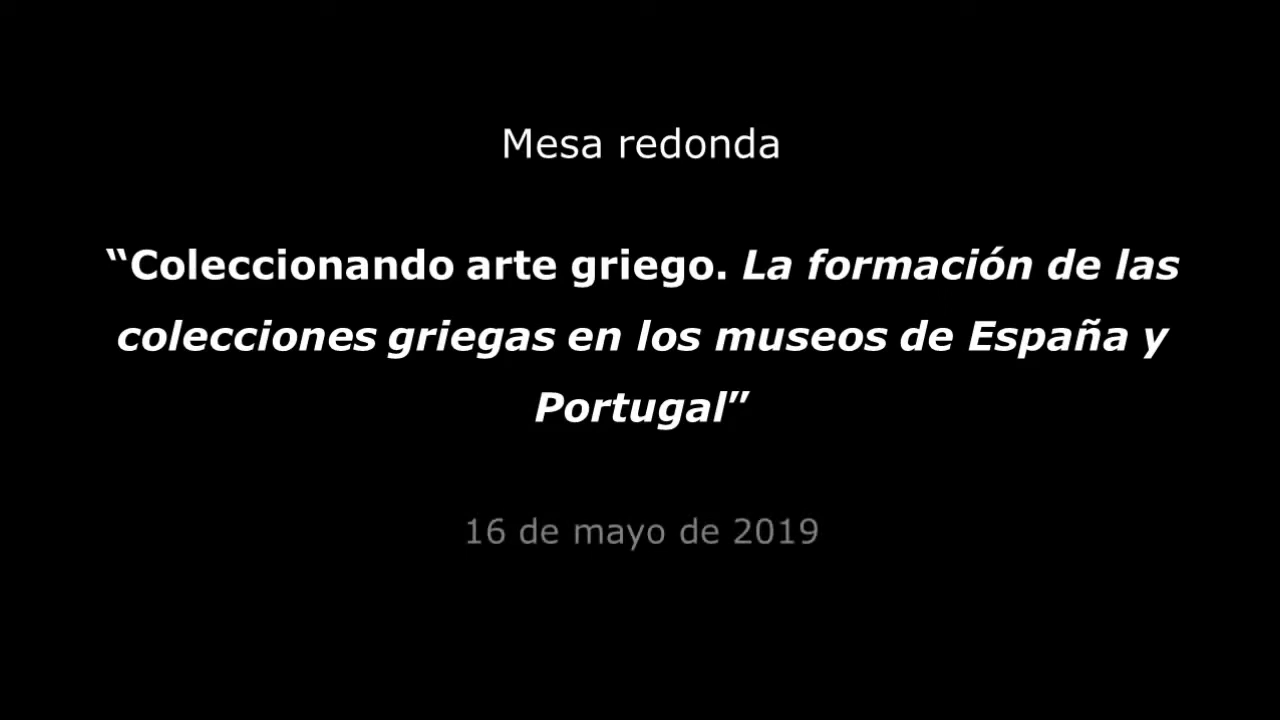 Mesa redonda
“Coleccionando arte griego. La formación de las
colecciones griegas en los museos de España y
Portugal”
16 de mayo de 2019